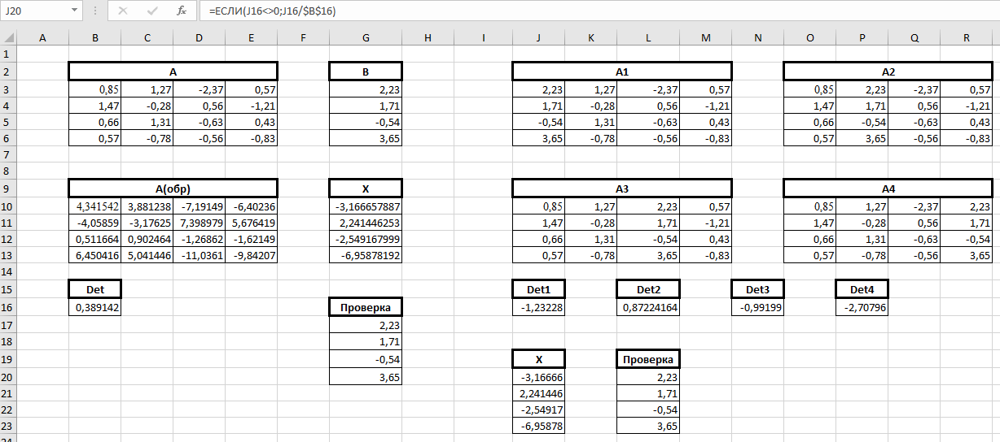 J20 fx =ЕСЛИ(J16<>0;J16/$B$16)
A B C D E F G H I J K L M N O P Q R
1
2 A B A1 A2
3 0,85 1,27 -2,37 0,57 2,23 2,23 1,27 -2,37 0,57 0,85 2,23 -2,37 0,57
4 1,47 -0,28 0,56 -1,21 1,71 1,71 -0,28 0,56 -1,21 1,47 1,71 0,56 -1,21
5 0,66 1,31 -0,63 0,43 -0,54 -0,54 1,31 -0,63 0,43 0,66 -0,54 -0,63 0,43
6 0,57 -0,78 -0,56 -0,83 3,65 3,65 -0,78 -0,56 -0,83 0,57 3,65 -0,56 -0,83
7
8
9 A(обр) X A3 A4
10 4,341542 3,881238 -7,19149 -6,40236 -3,166657887 0,85 1,27 2,23 0,57 0,85 1,27 -2,37 2,23
11 -4,05859 -3,17625 7,398979 5,676419 2,241446253 1,47 -0,28 1,71 -1,21 1,47 -0,28 0,56 1,71
12 0,511664 0,902464 -1,26862 -1,62149 -2,549167999 0,66 1,31 -0,54 0,43 0,66 1,31 -0,63 -0,54
13 6,450416 5,041446 -11,0361 -9,84207 -6,95878192 0,57 -0,78 3,65 -0,83 0,57 -0,78 -0,56 3,65
14
15 Det Det1 Det2 Det3 Det4
16 0,389142 Проверка -1,23228 0,87224164 -0,99199 -2,70796
17 2,23
18 1,71
19 -0,54 X Проверка
20 3,65 -3,16666 2,23
21 2,241446 1,71
22 -2,54917 -0,54
23 -6,95878 3,65
24